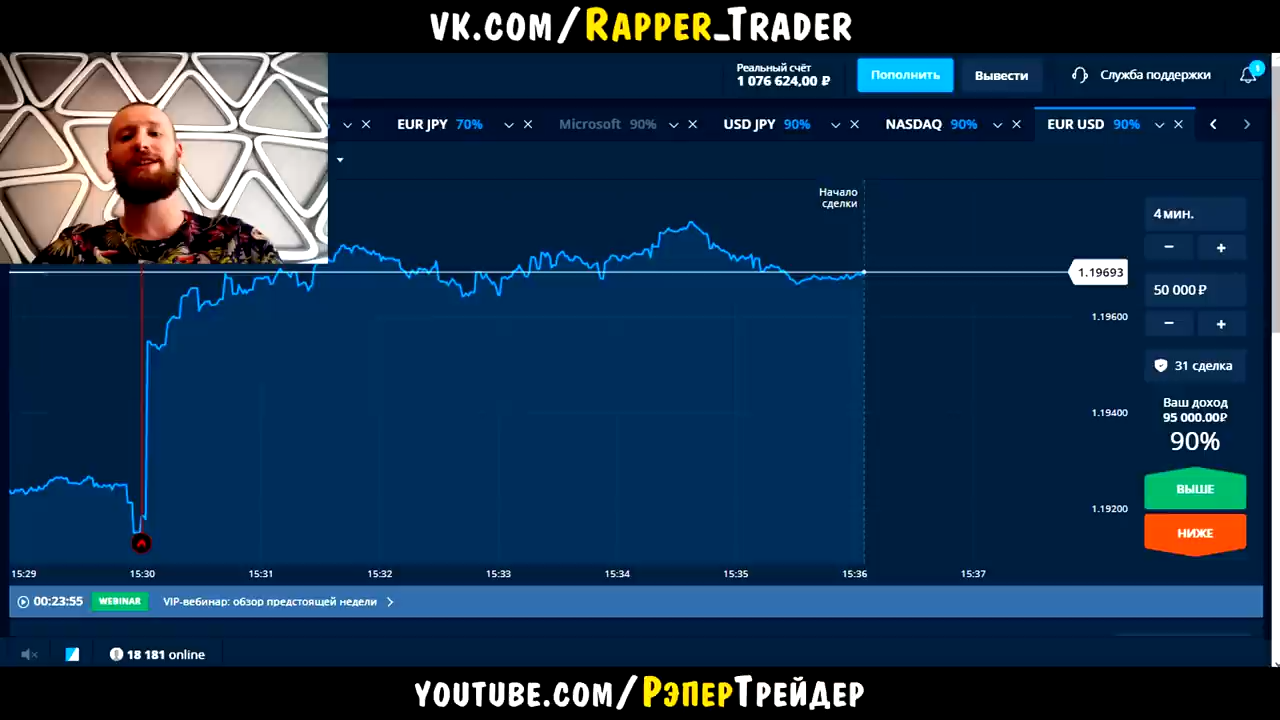 VK.COM/RAPPER_TRADER
Реальный счёт
1 076 624,00 ₽
Пополнить
Вывести
Служба поддержки
1
EUR JPY 70%
Microsoft 90%
USD JPY 90%
NASDAQ 90%
EUR USD 90%
Начало
сделки
4 мин.
− +
1.19693
50 000 ₽
− +
1.19600
31 сделка
Ваш доход
95 000.00₽
90%
1.19400
ВЫШЕ
1.19200
НИЖЕ
15:29 15:30 15:31 15:32 15:33 15:34 15:35 15:36 15:37
00:23:55 WEBINAR VIP-вебинар: обзор предстоящей недели
18 181 online
YOUTUBE.COM/РЭПЕРТРЕЙДЕР